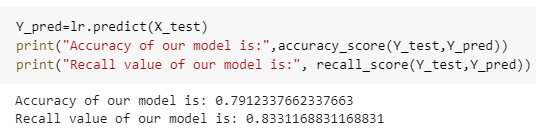 Y_pred=lr.predict(X_test)
print("Accuracy of our model is:",accuracy_score(Y_test,Y_pred))
print("Recall value of our model is:", recall_score(Y_test,Y_pred))
Accuracy of our model is: 0.7912337662337663
Recall value of our model is: 0.8331168831168831